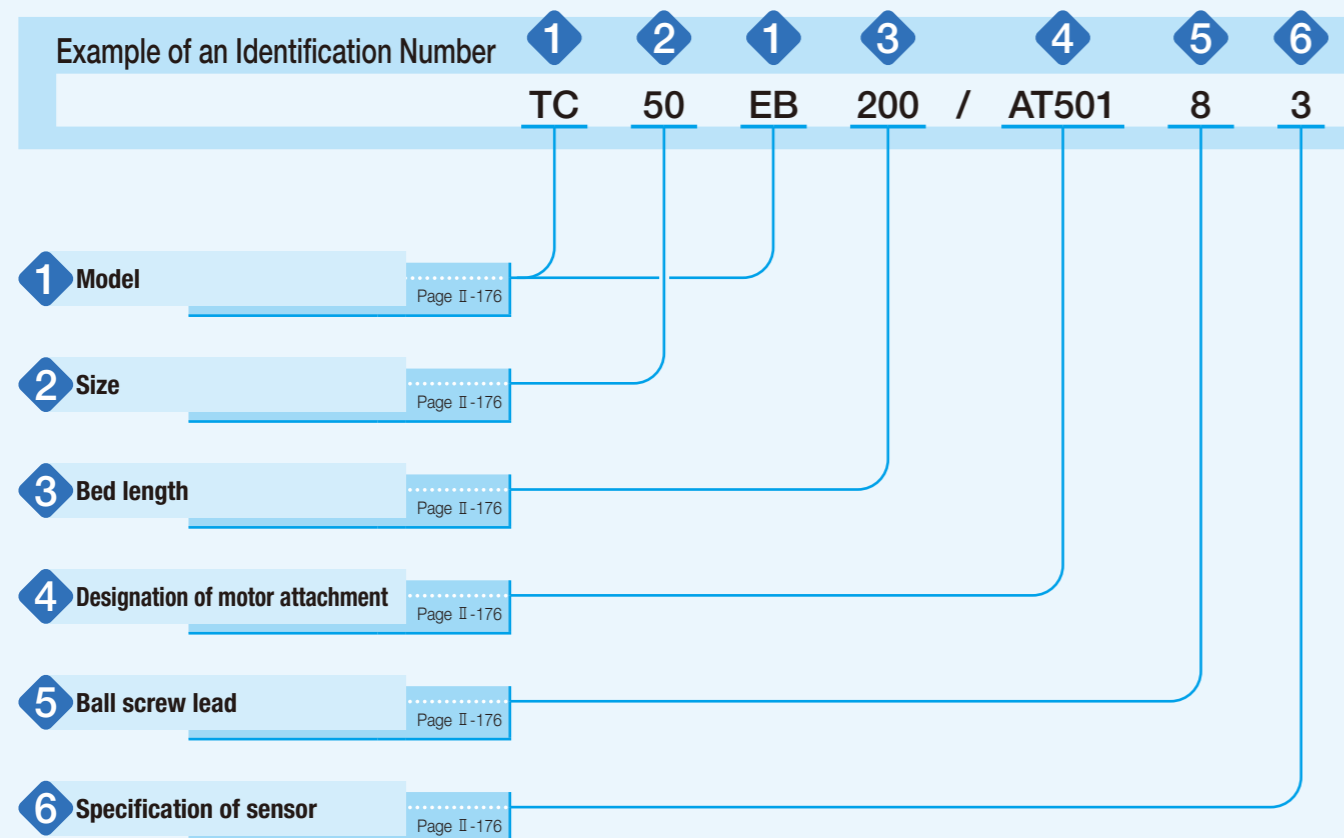 Example of an Identification Number 1 2 1 3 4 5 6
TC 50 EB 200 / AT501 8 3
1 Model
Page Ⅱ-176
2 Size
Page Ⅱ-176
3 Bed length
Page Ⅱ-176
4 Designation of motor attachment
Page Ⅱ-176
5 Ball screw lead
Page Ⅱ-176
6 Specification of sensor
Page Ⅱ-176